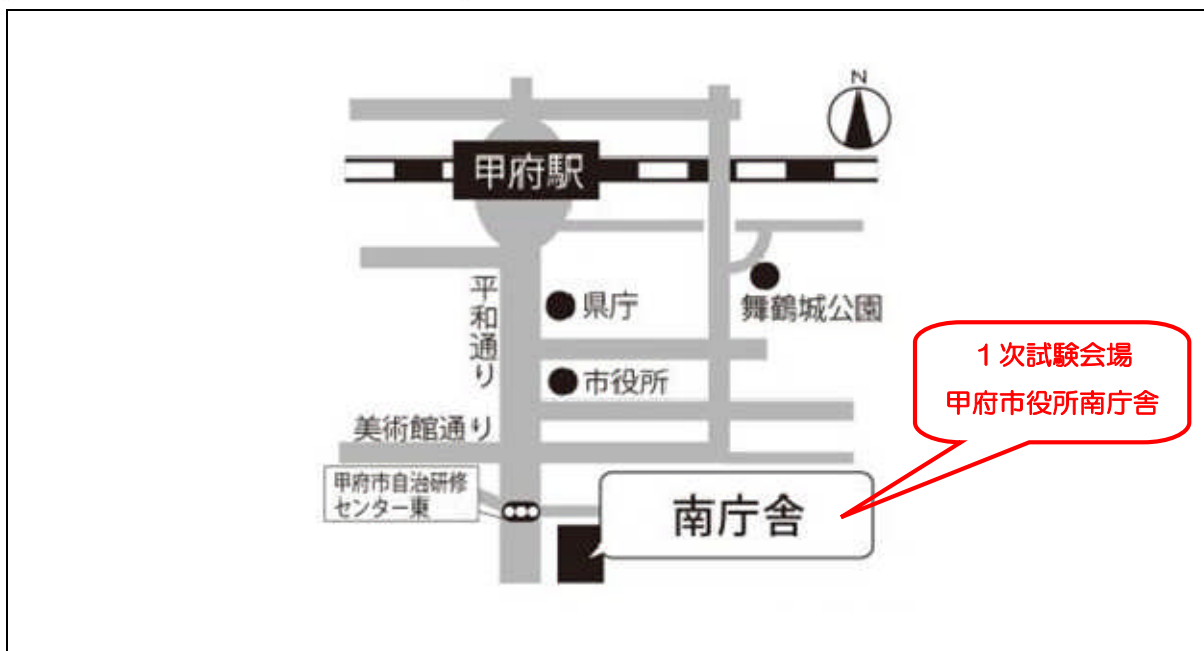 N
甲府駅
平和通り
県庁
舞鶴城公園
市役所
美術館通り
甲府市自治研修
センター東
南庁舎
1次試験会場
甲府市役所南庁舎